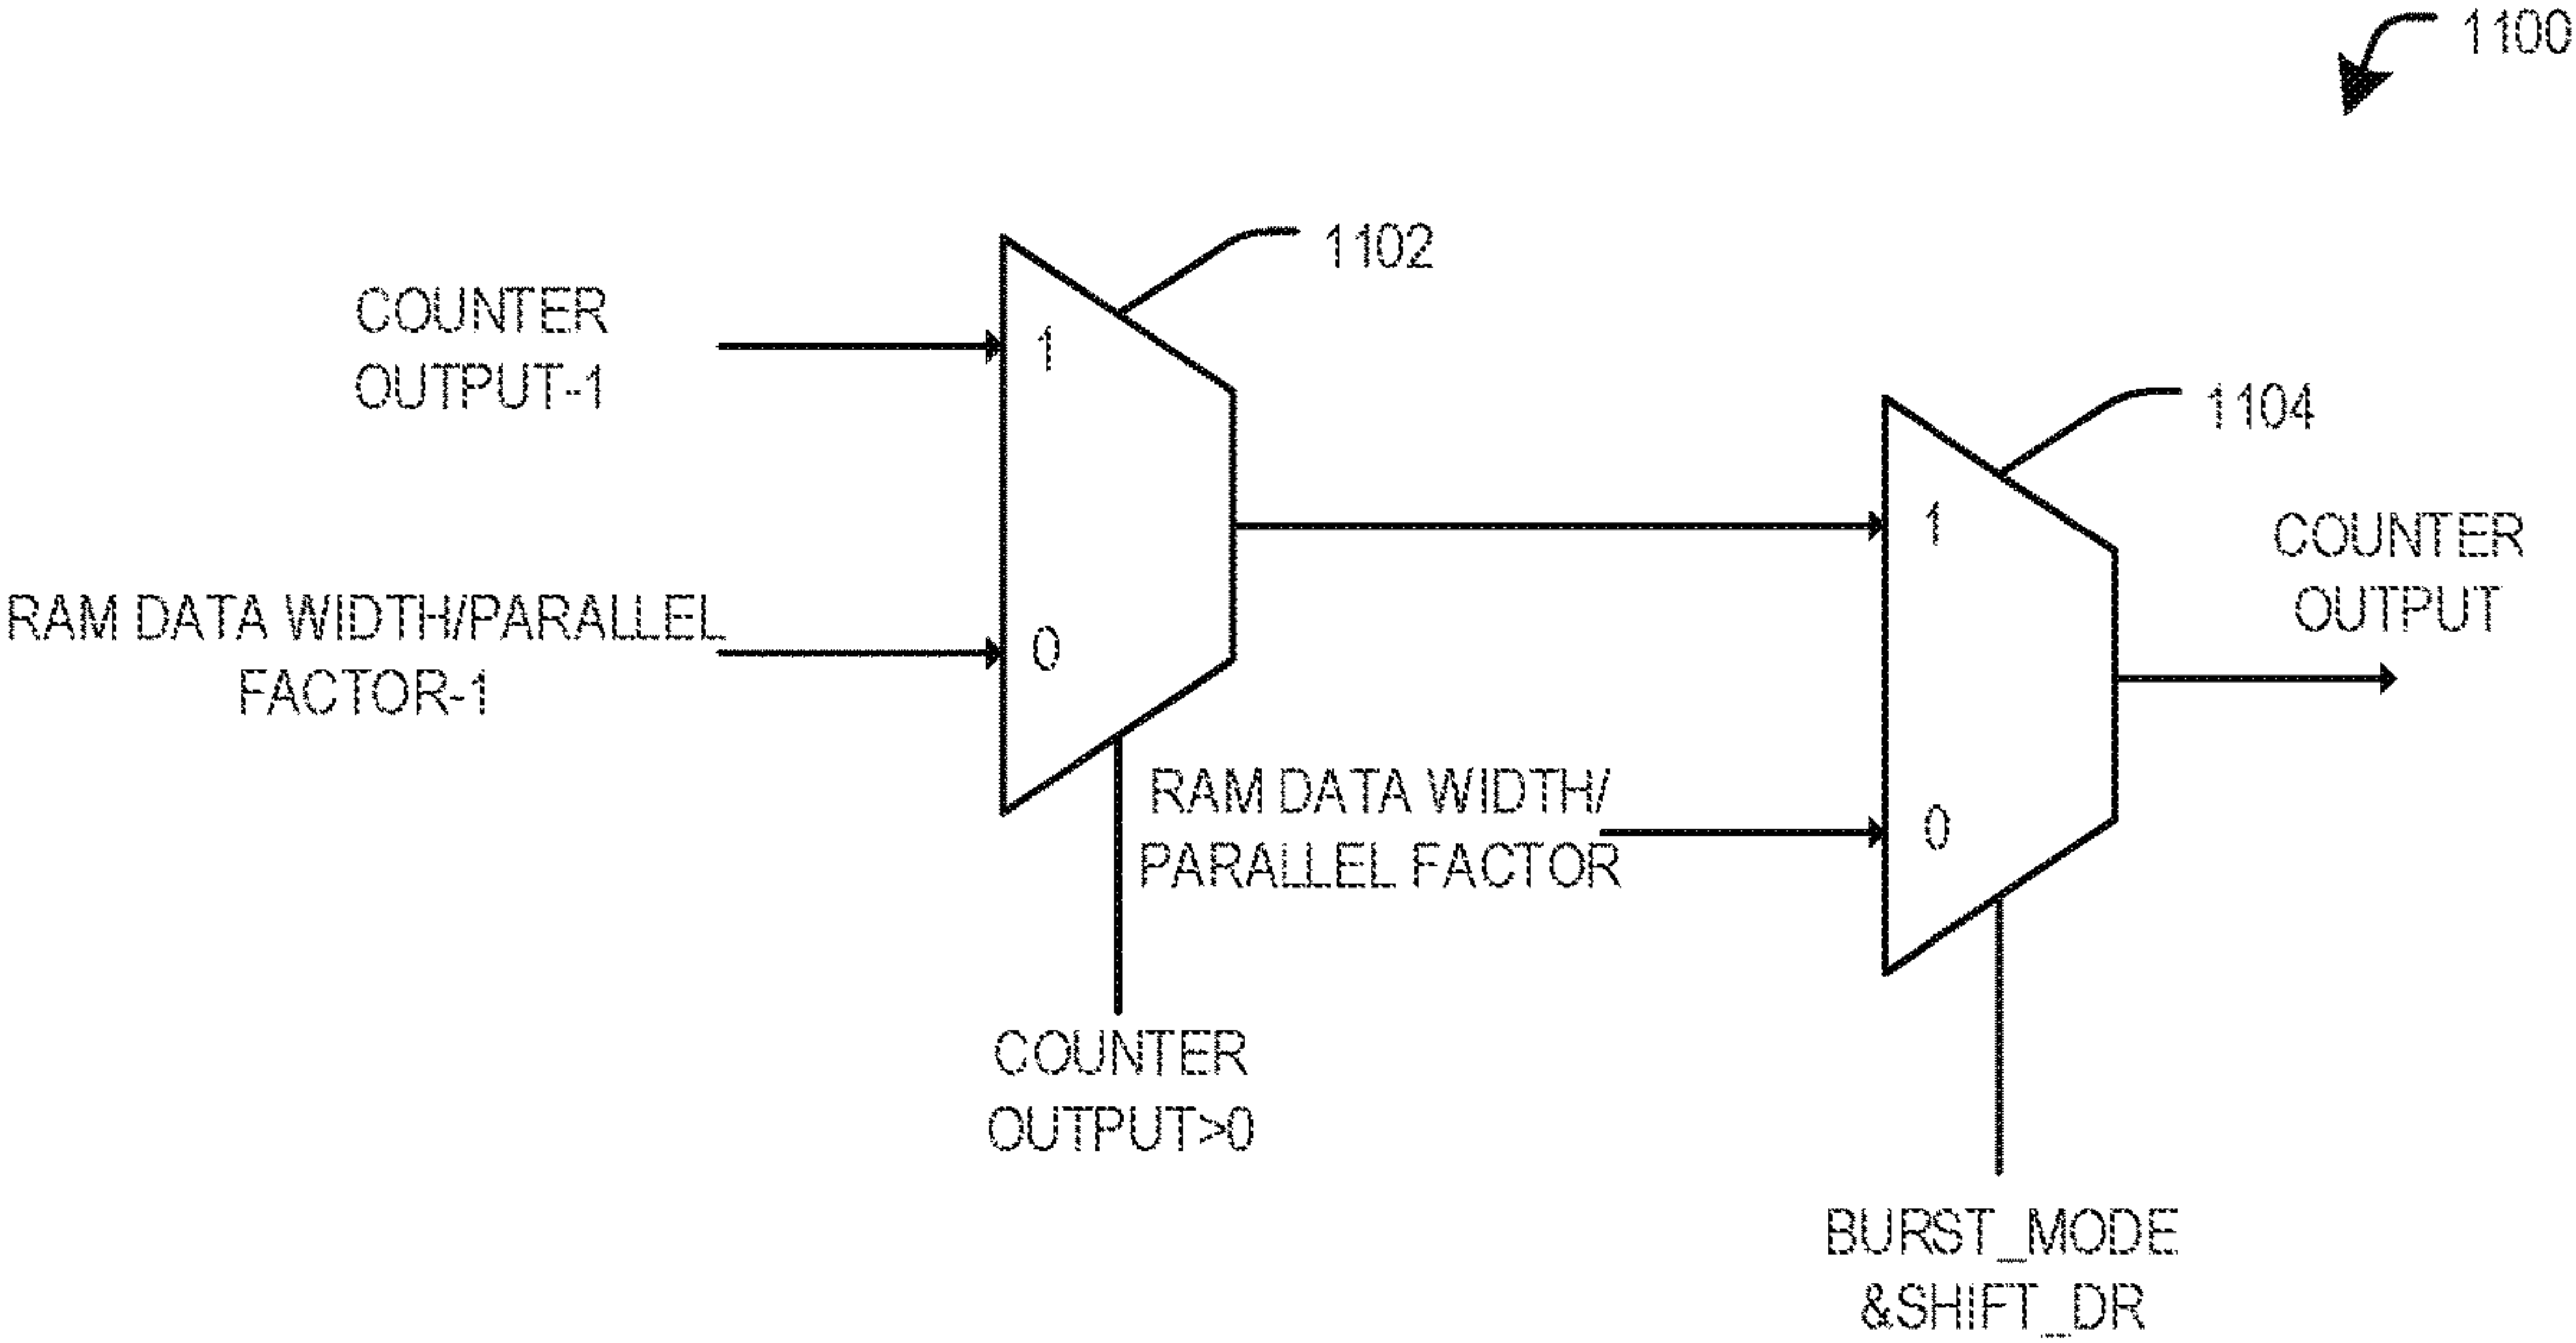 1100
1102
COUNTER
OUTPUT-1
1
1104
1
COUNTER
OUTPUT
RAM DATA WIDTH/PARALLEL
FACTOR-1
0
RAM DATA WIDTH/
PARALLEL FACTOR
0
COUNTER
OUTPUT>0
BURST_MODE
&SHIFT_DR